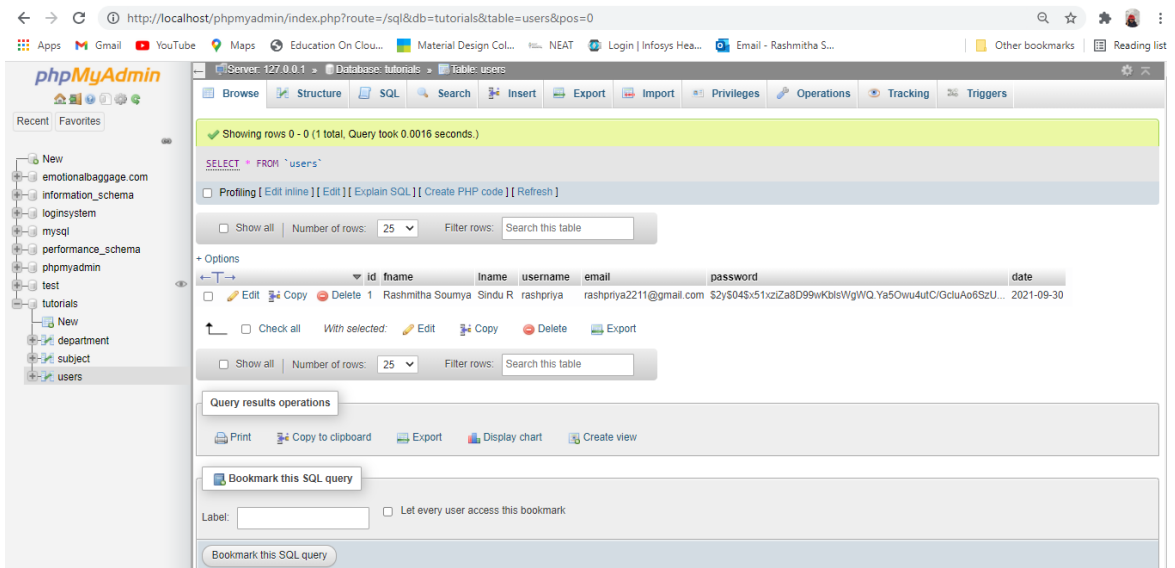 http://localhost/phpmyadmin/index.php?route=/sql&db=tutorials&table=users&pos=0
Apps Gmail YouTube Maps Education On Clou... Material Design Col... NEAT Login | Infosys Hea... Email - Rashmitha S... Other bookmarks Reading list
phpMyAdmin
Recent Favorites
New
emotionalbaggage.com
information_schema
loginsystem
mysql
performance_schema
phpmyadmin
test
tutorials
New
department
subject
users
Server: 127.0.0.1 » Database: tutorials » Table: users
Browse Structure SQL Search Insert Export Import Privileges Operations Tracking Triggers
Showing rows 0 - 0 (1 total, Query took 0.0016 seconds.)
SELECT * FROM `users`
Profiling [ Edit inline ] [ Edit ] [ Explain SQL ] [ Create PHP code ] [ Refresh ]
Show all | Number of rows: 25 Filter rows: Search this table
+ Options
←T→ id fname lname username email password date
Edit Copy Delete 1 Rashmitha Soumya Sindu R rashpriya rashpriya2211@gmail.com $2y$04$x51xziZa8D99wKblsWgWQ.Ya5Owu4utC/GcluAo6SzU... 2021-09-30
Check all With selected: Edit Copy Delete Export
Show all | Number of rows: 25 Filter rows: Search this table
Query results operations
Print Copy to clipboard Export Display chart Create view
Bookmark this SQL query
Label: Let every user access this bookmark
Bookmark this SQL query